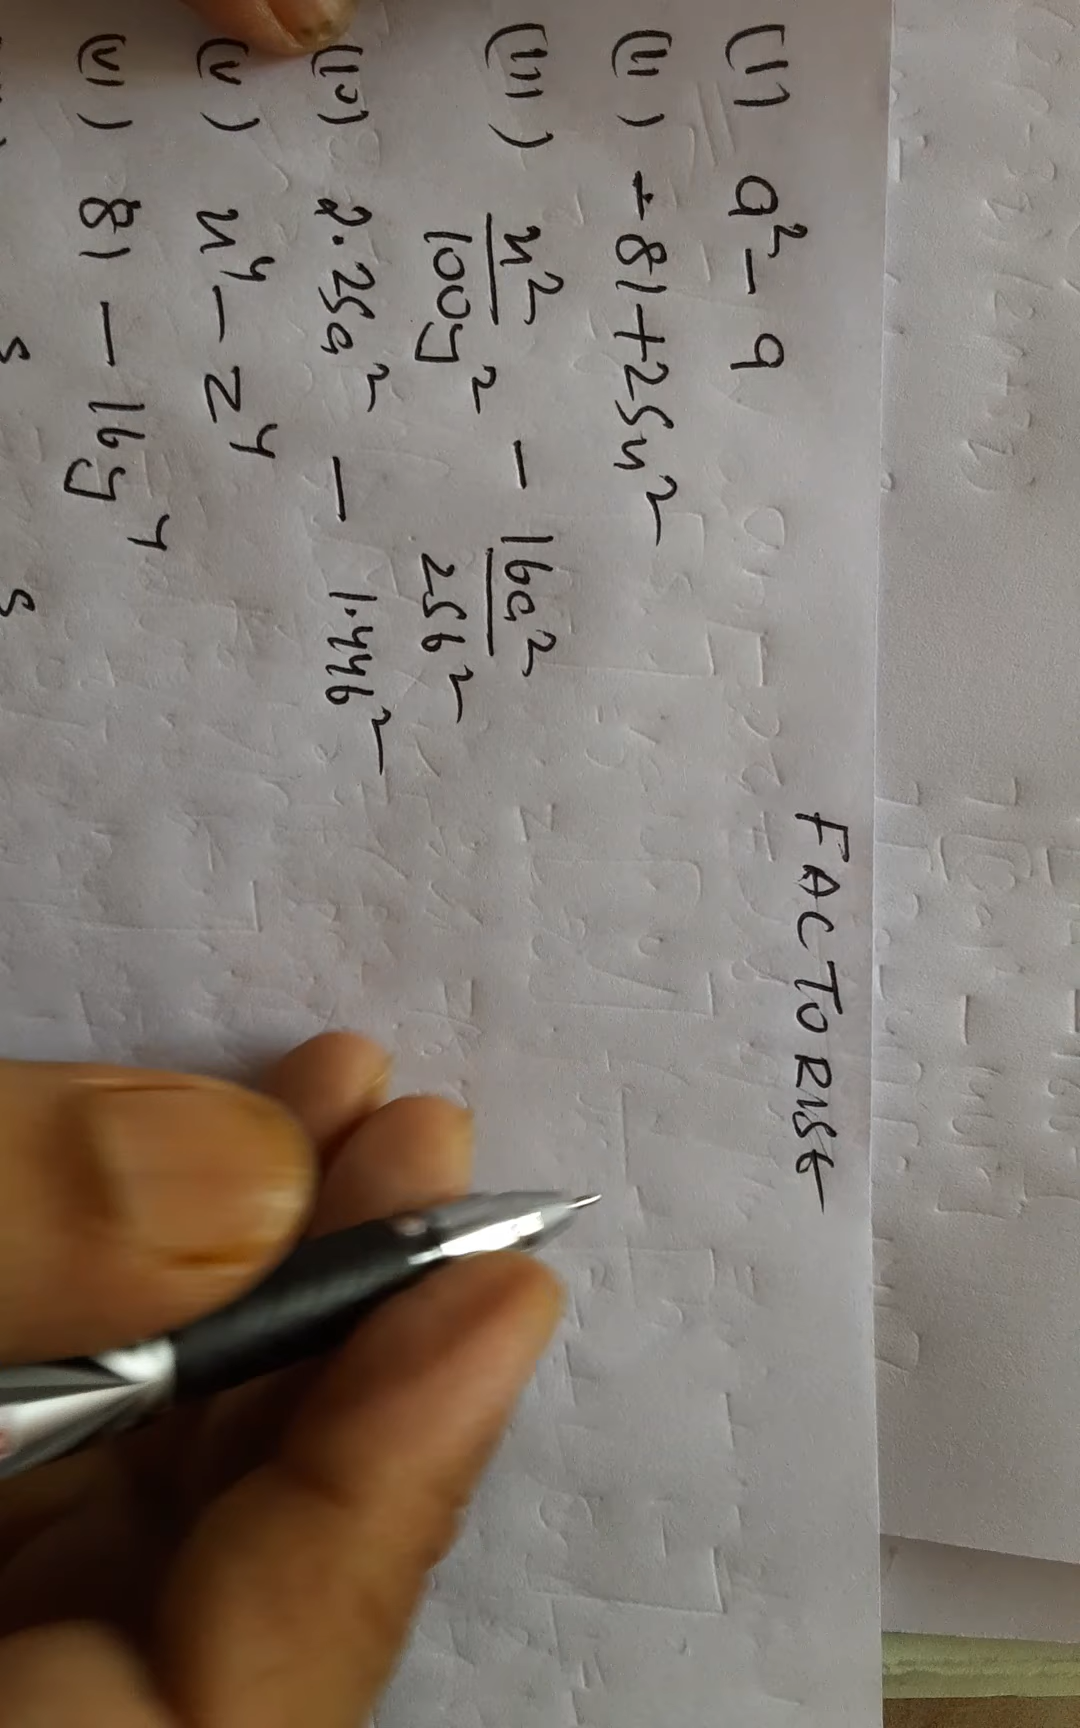 FACTORISE
(i) a² - 9
(ii) - 81 + 25x²
(iii) x²/100y² - 16a²/25b²
(iv) 2.25a² - 1.44b²
(v) x⁴ - z⁴
(vi) 81 - 16y⁴